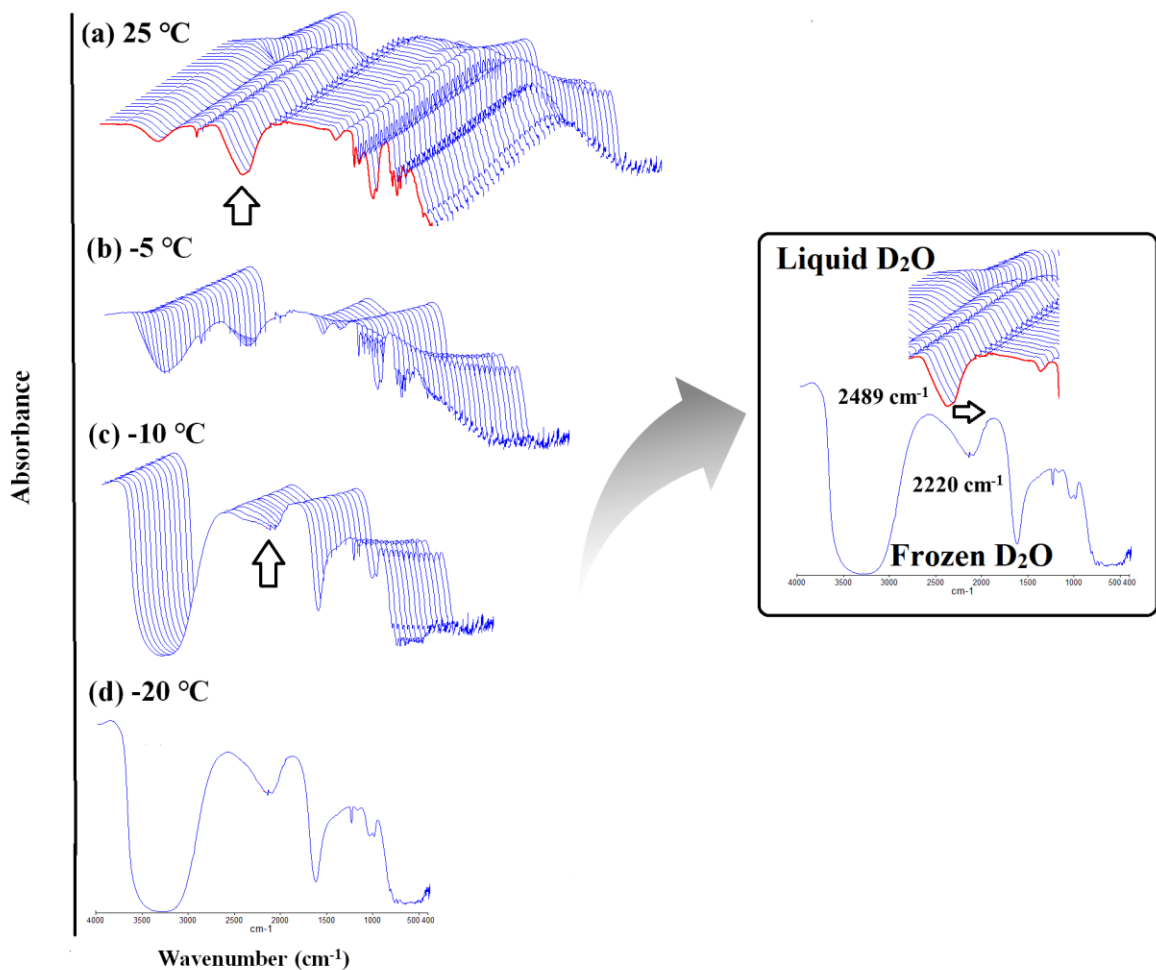 (a) 25 ℃
(b) -5 ℃
(c) -10 ℃
(d) -20 ℃
Absorbance
4000 3500 3000 2500 2000 1500 1000 500 400
cm-1
Wavenumber (cm⁻¹)
Liquid D₂O
2489 cm⁻¹
2220 cm⁻¹
Frozen D₂O
4000 3500 3000 2500 2000 1500 1000 500 400
cm-1